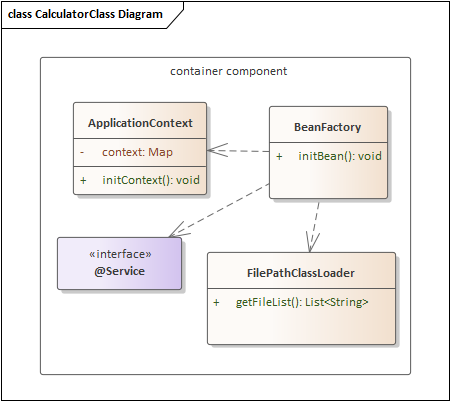 class CalculatorClass Diagram
container component
ApplicationContext
- context: Map
+ initContext(): void
BeanFactory
+ initBean(): void
«interface»
@Service
FilePathClassLoader
+ getFileList(): List<String>